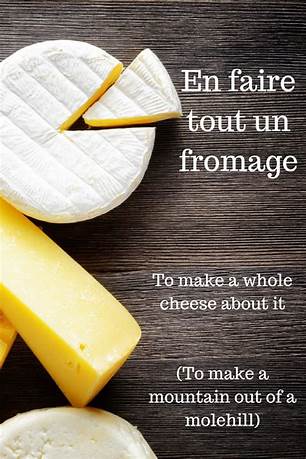 En faire
tout un
fromage
To make a whole
cheese about it
(To make a
mountain out of a
molehill)